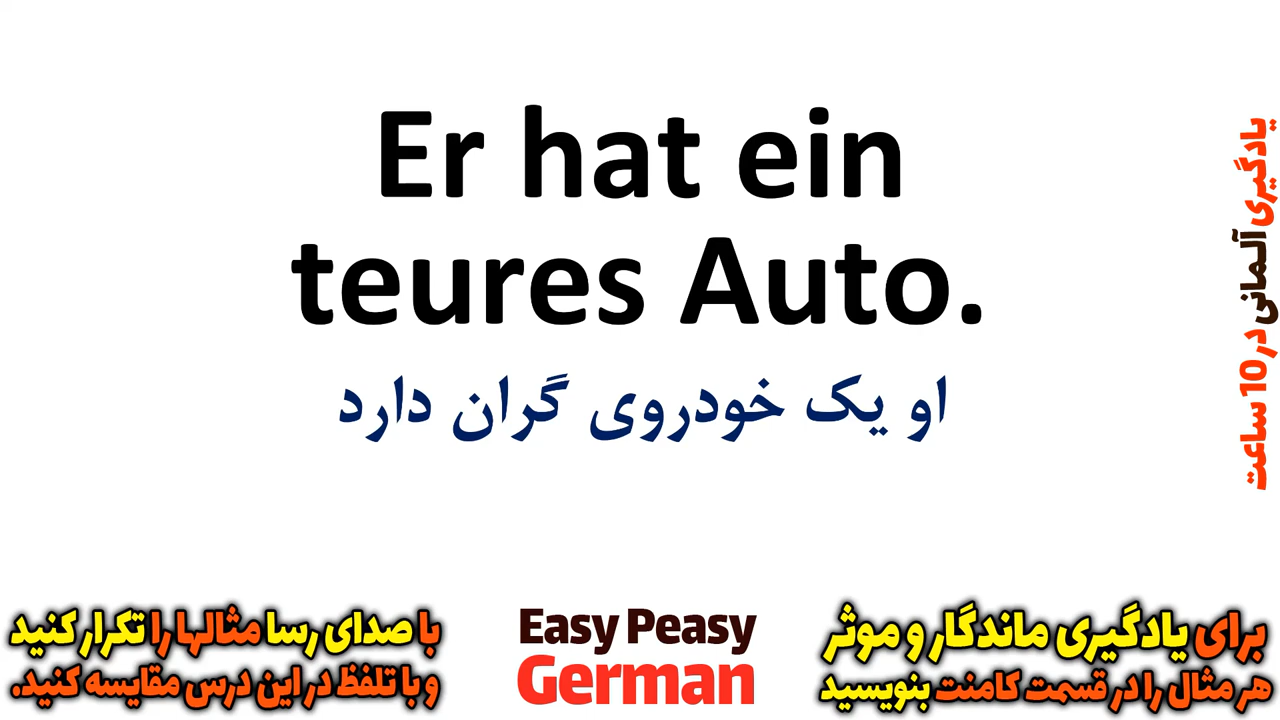 Er hat ein
teures Auto.
او یک خودروی گران دارد
یادگیری آلمانی در 10 ساعت
با صدای رسا مثالها را تکرار کنید
و با تلفظ در این درس مقایسه کنید.
Easy Peasy
German
برای یادگیری ماندگار و موثر
هر مثال را در قسمت کامنت بنویسید